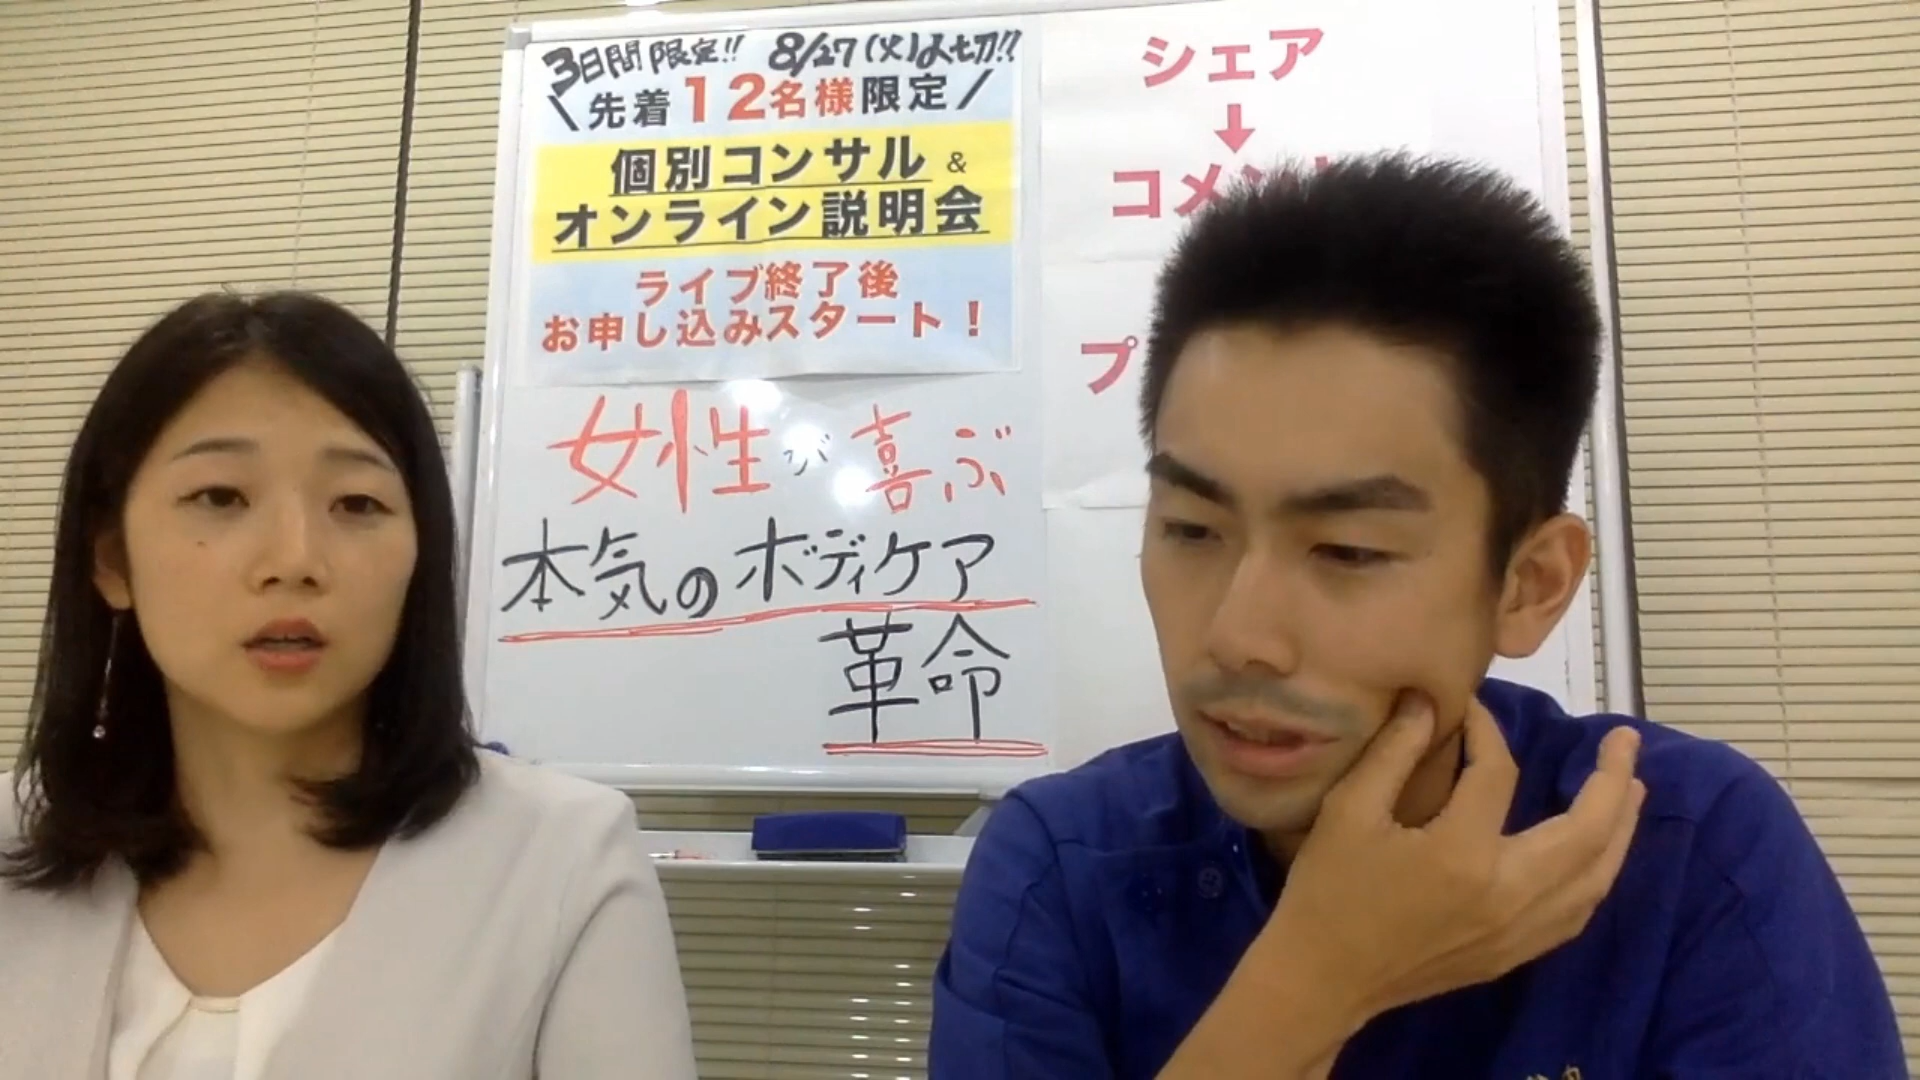 3日間限定!! 8/27(火)〆切!!
\先着12名様限定/
個別コンサル &
オンライン説明会
ライブ終了後
お申し込みスタート!
女性が喜ぶ
本気のボディケア
革命
シェア
↓
コメン
プ